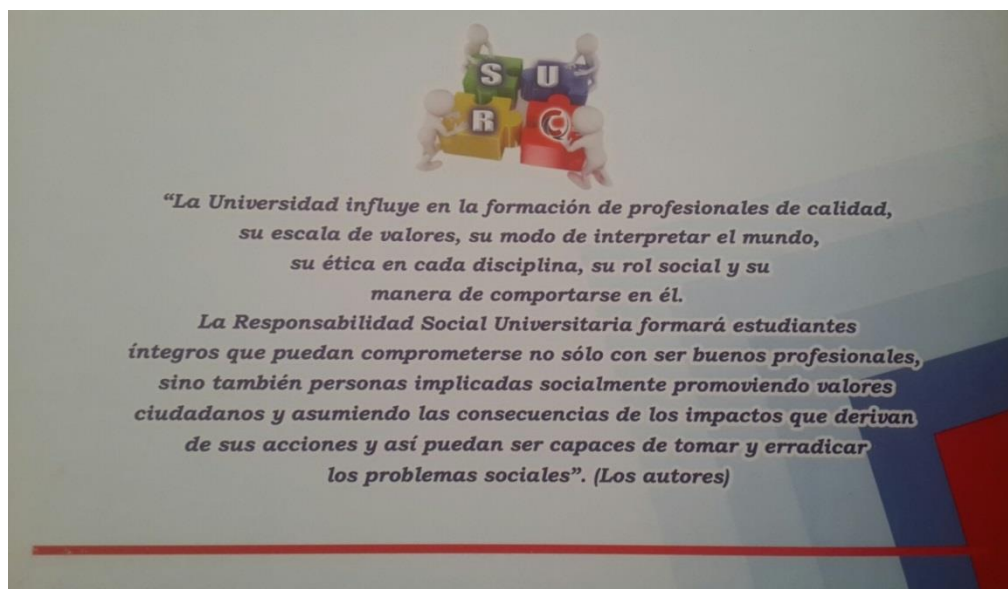 S U
R C
“La Universidad influye en la formación de profesionales de calidad,
su escala de valores, su modo de interpretar el mundo,
su ética en cada disciplina, su rol social y su
manera de comportarse en él.
La Responsabilidad Social Universitaria formará estudiantes
íntegros que puedan comprometerse no sólo con ser buenos profesionales,
sino también personas implicadas socialmente promoviendo valores
ciudadanos y asumiendo las consecuencias de los impactos que derivan
de sus acciones y así puedan ser capaces de tomar y erradicar
los problemas sociales”. (Los autores)